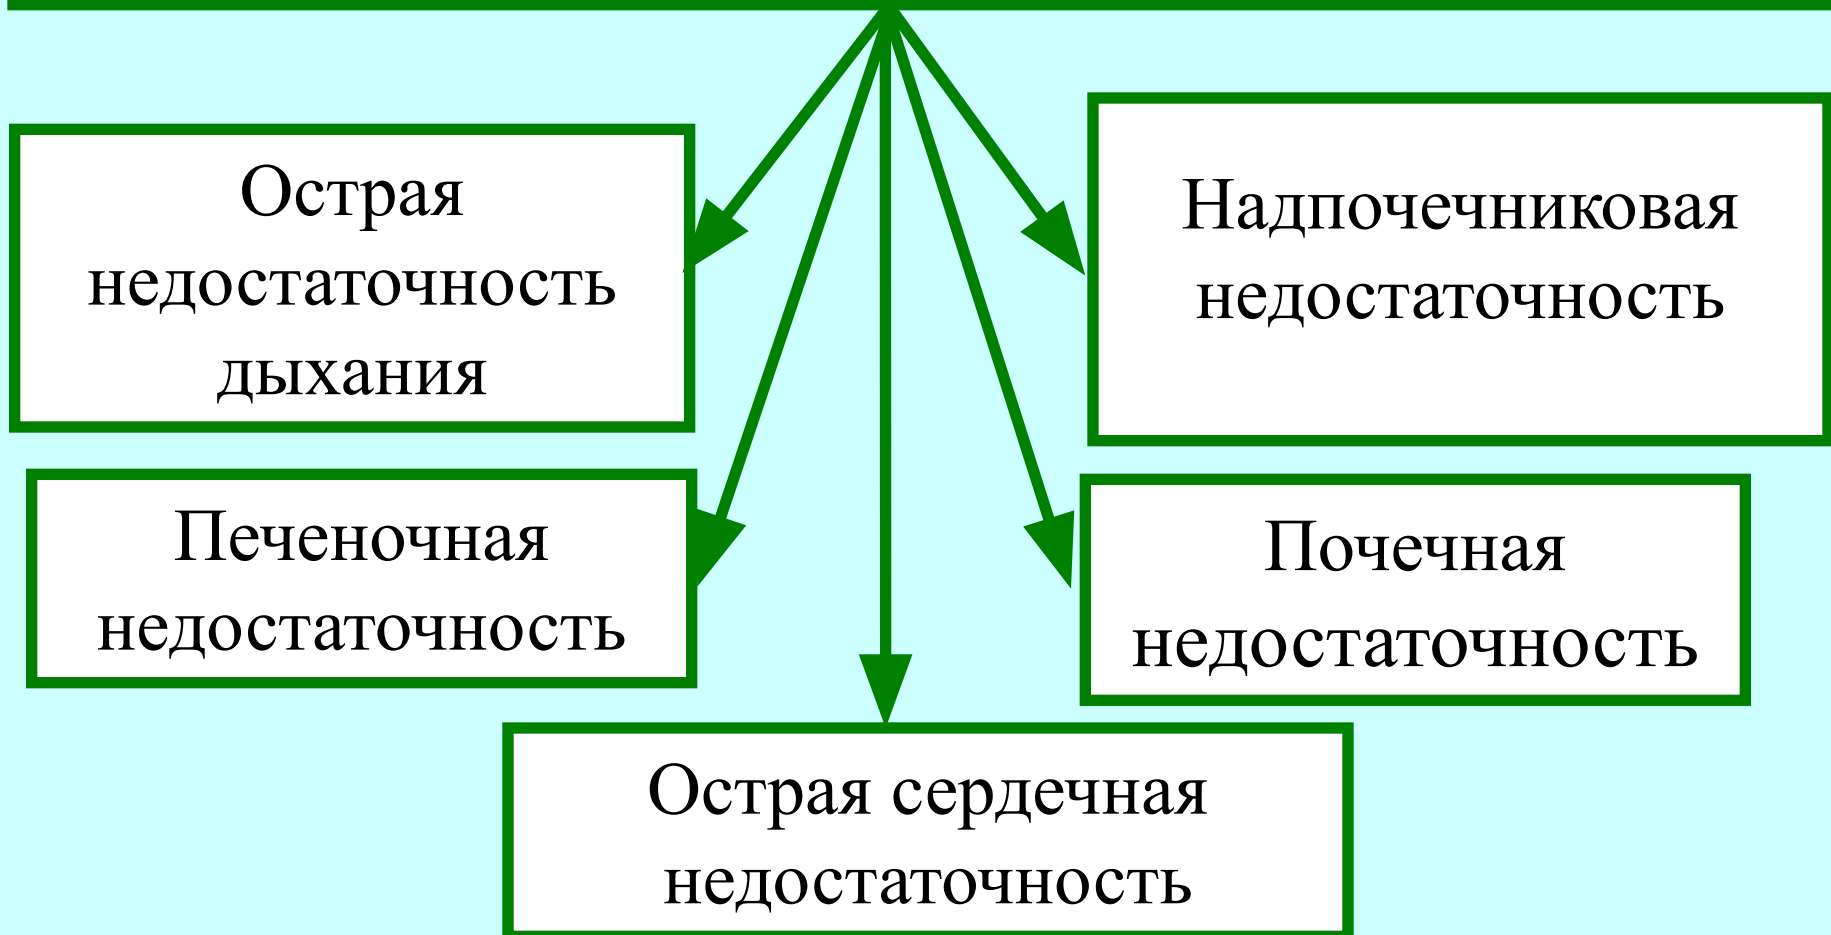 Острая
недостаточность
дыхания
Надпочечниковая
недостаточность
Печеночная
недостаточность
Почечная
недостаточность
Острая сердечная
недостаточность